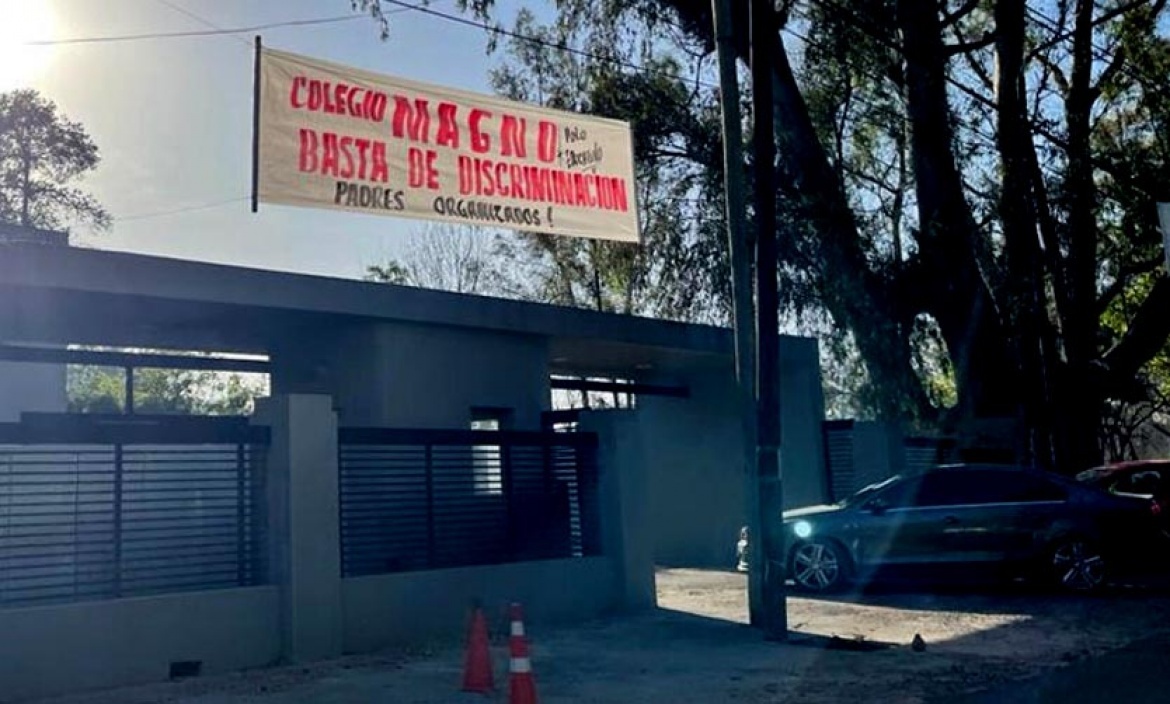 COLEGIO MAGNO
BASTA DE DISCRIMINACION
PADRES ORGANIZADOS!